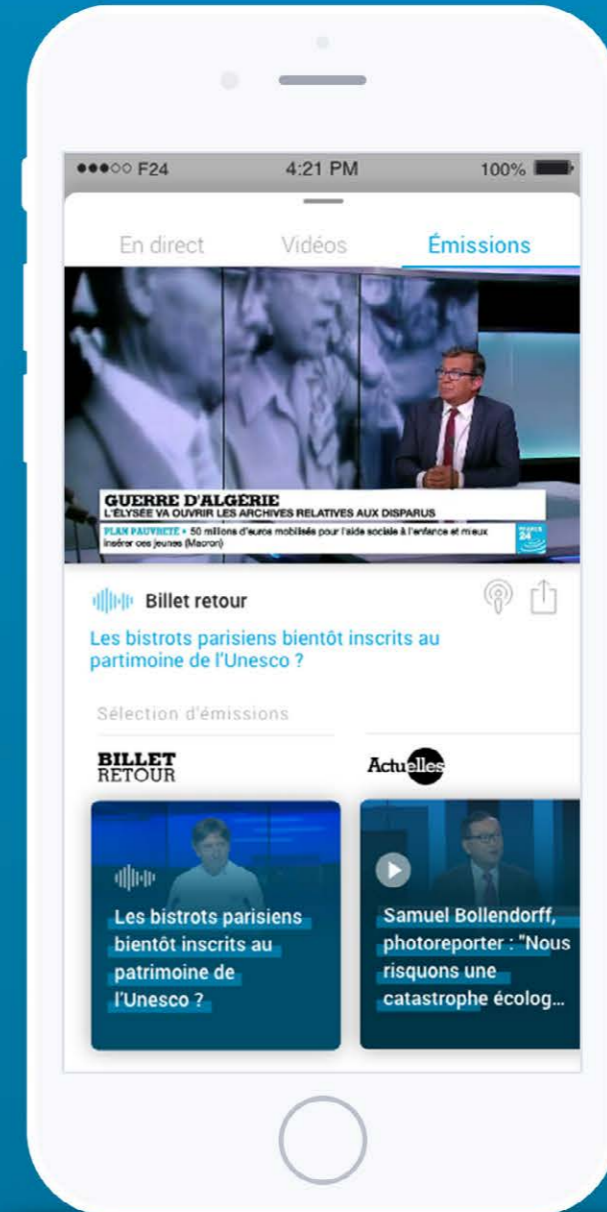 F24 4:21 PM 100%
En direct Vidéos Émissions
GUERRE D'ALGÉRIE
L'ÉLYSÉE VA OUVRIR LES ARCHIVES RELATIVES AUX DISPARUS
PLAN PAUVRETÉ • 50 millions d'euros mobilisés pour l'aide sociale à l'enfance et mieux
insérer ces jeunes (Macron)
FRANCE
24
Billet retour
Les bistrots parisiens bientôt inscrits au
partimoine de l'Unesco ?
Sélection d'émissions
BILLET
RETOUR
Actuelles
Les bistrots parisiens
bientôt inscrits au
patrimoine de
l'Unesco ?
Samuel Bollendorff,
photoreporter : "Nous
risquons une
catastrophe écolog...